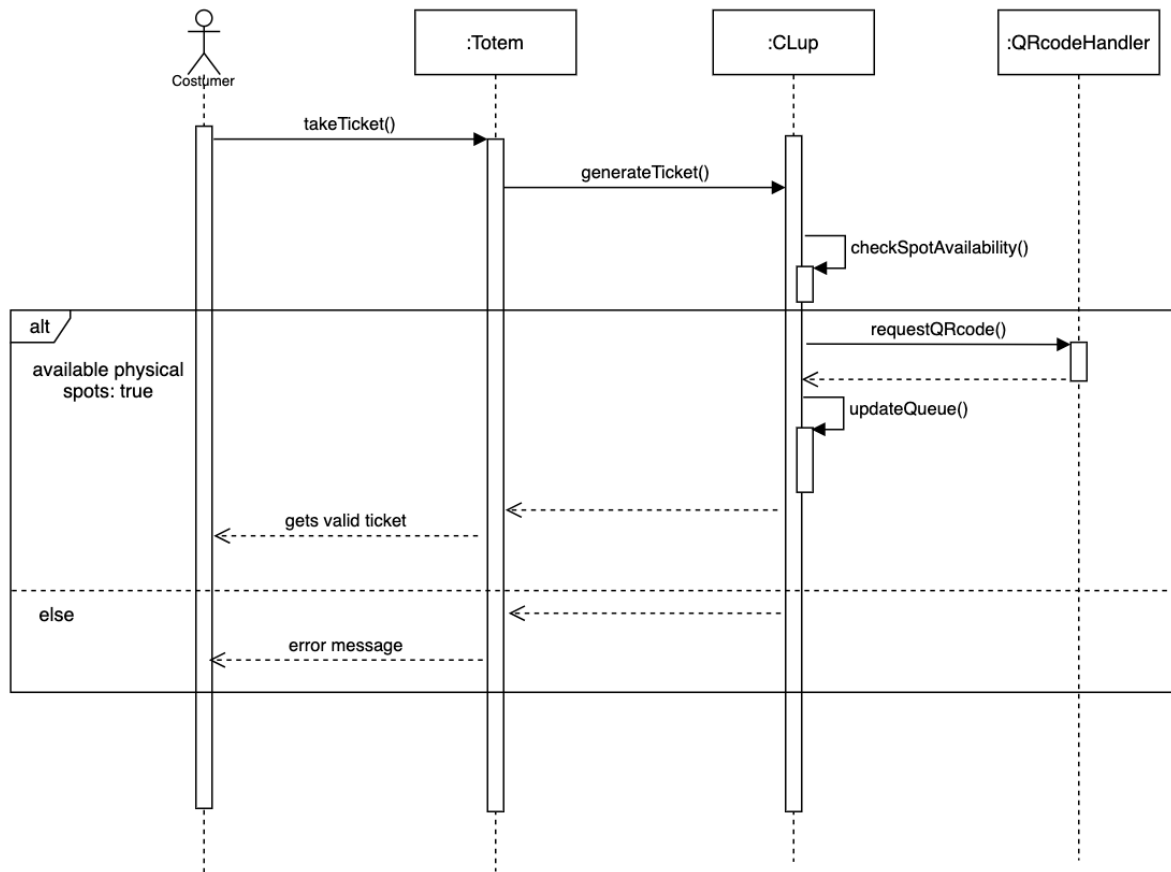 :Totem
:CLup
:QRcodeHandler
Costumer
takeTicket()
generateTicket()
checkSpotAvailability()
alt
requestQRcode()
available physical
spots: true
updateQueue()
gets valid ticket
else
error message